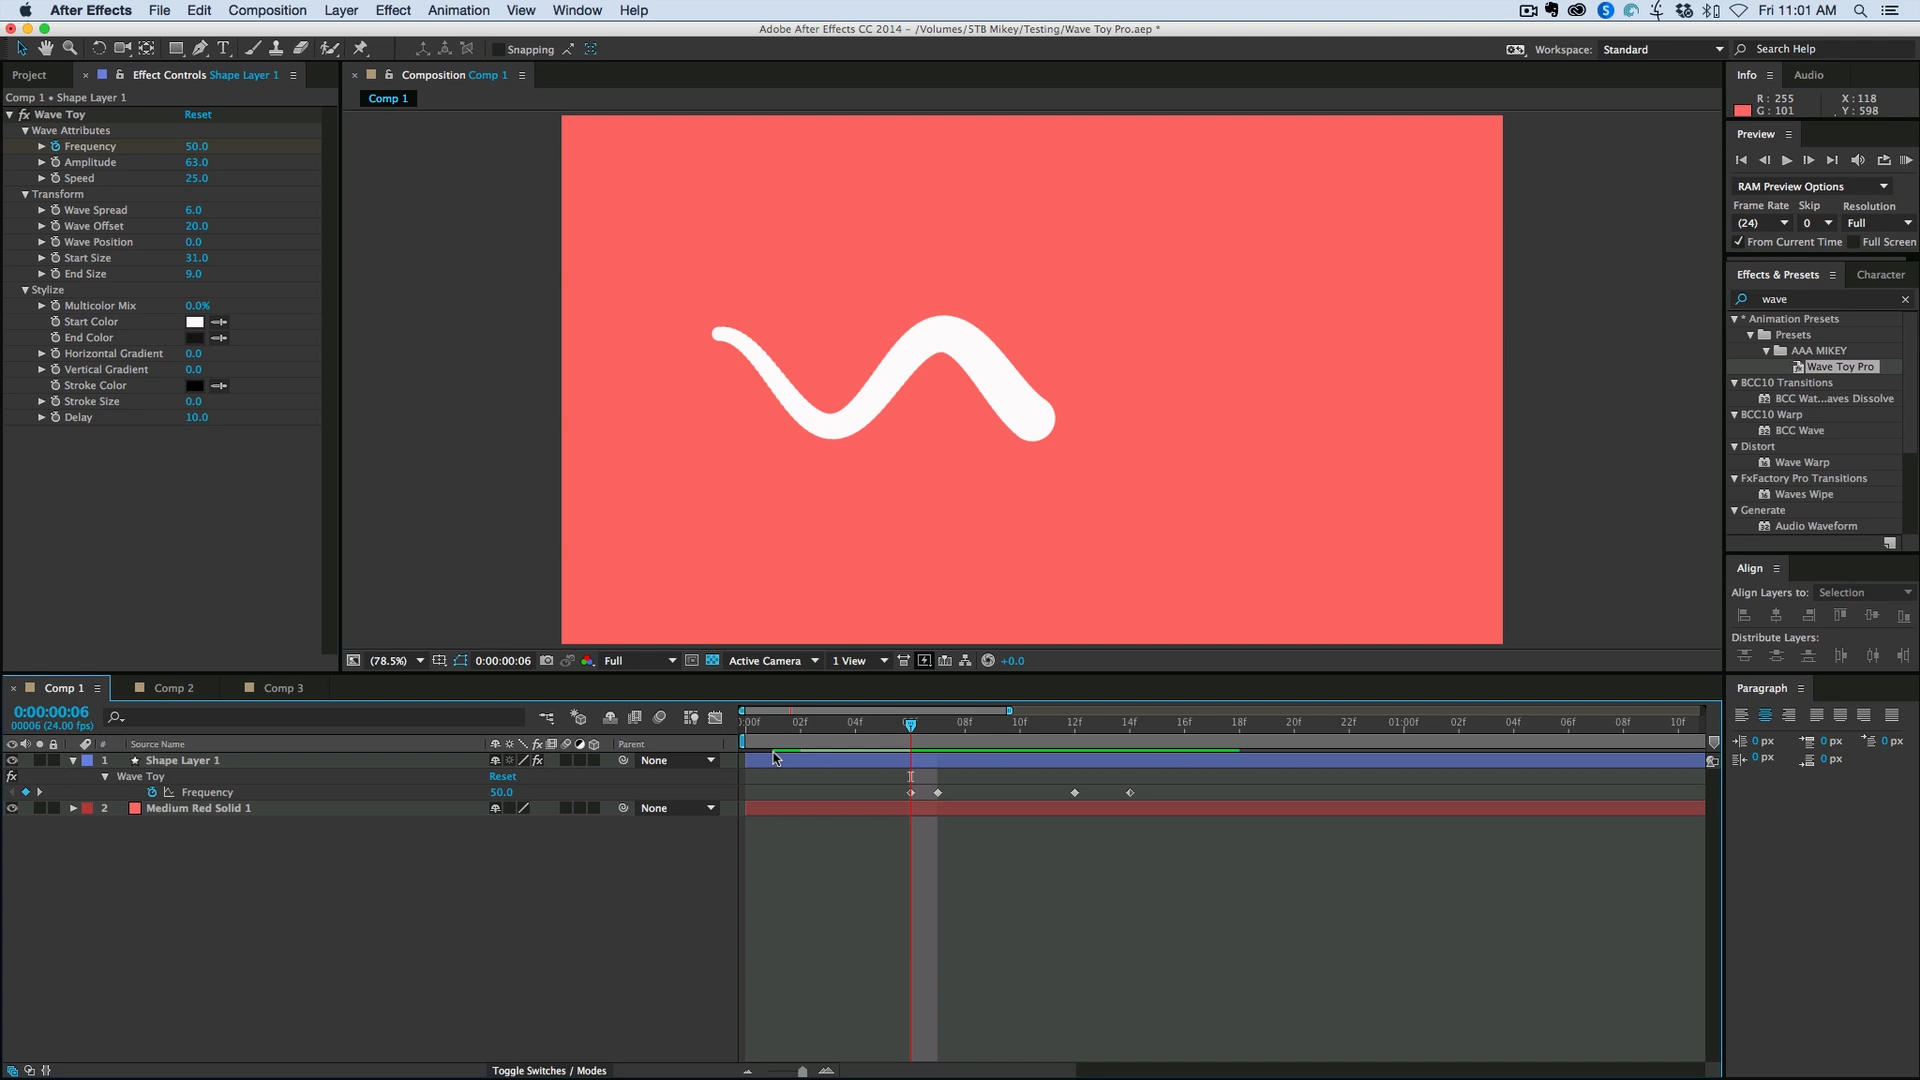 After Effects File Edit Composition Layer Effect Animation View Window Help Fri 11:01 AM
Adobe After Effects CC 2014 - /Volumes/5TB Mikey/Testing/Wave Toy Pro.aep *
Snapping Workspace: Standard Search Help
Project Effect Controls Shape Layer 1 Composition Comp 1 Info Audio
Comp 1 • Shape Layer 1 Comp 1 R: 255 X: 118
G: 101 Y: 598
fx Wave Toy Reset
Wave Attributes Preview
Frequency 50.0
Amplitude 63.0
Speed 25.0 RAM Preview Options
Transform Frame Rate Skip Resolution
Wave Spread 6.0 (24) 0 Full
Wave Offset 20.0
Wave Position 0.0 From Current Time Full Screen
Start Size 31.0
End Size 9.0 Effects & Presets Character
Stylize wave
Multicolor Mix 0.0%
Start Color * Animation Presets
End Color Presets
Horizontal Gradient 0.0 AAA MIKEY
Vertical Gradient 0.0 Wave Toy Pro
Stroke Color BCC10 Transitions
Stroke Size 0.0 BCC Wat...aves Dissolve
Delay 10.0 BCC10 Warp
BCC Wave
Distort
Wave Warp
FxFactory Pro Transitions
Waves Wipe
Generate
Audio Waveform
Align
Align Layers to: Selection
Distribute Layers:
(78.5%) 0:00:00:06 Full Active Camera 1 View +0.0
Comp 1 Comp 2 Comp 3 Paragraph
0:00:00:06
00006 (24.00 fps) :00f 02f 04f 08f 10f 12f 14f 16f 18f 20f 22f 01:00f 02f 04f 06f 08f 10f
# Source Name fx Parent 0 px 0 px 0 px
1 Shape Layer 1 fx None 0 px 0 px
fx Wave Toy Reset
Frequency 50.0
2 Medium Red Solid 1 None
Toggle Switches / Modes